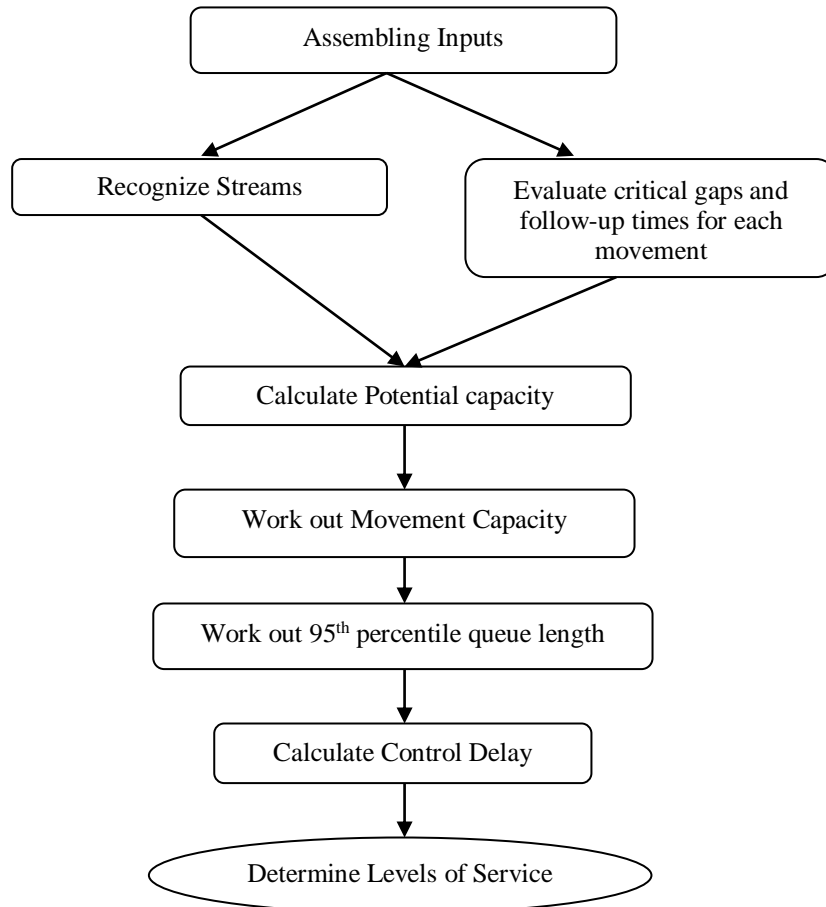 Assembling Inputs
Recognize Streams
Evaluate critical gaps and
follow-up times for each
movement
Calculate Potential capacity
Work out Movement Capacity
Work out 95th percentile queue length
Calculate Control Delay
Determine Levels of Service